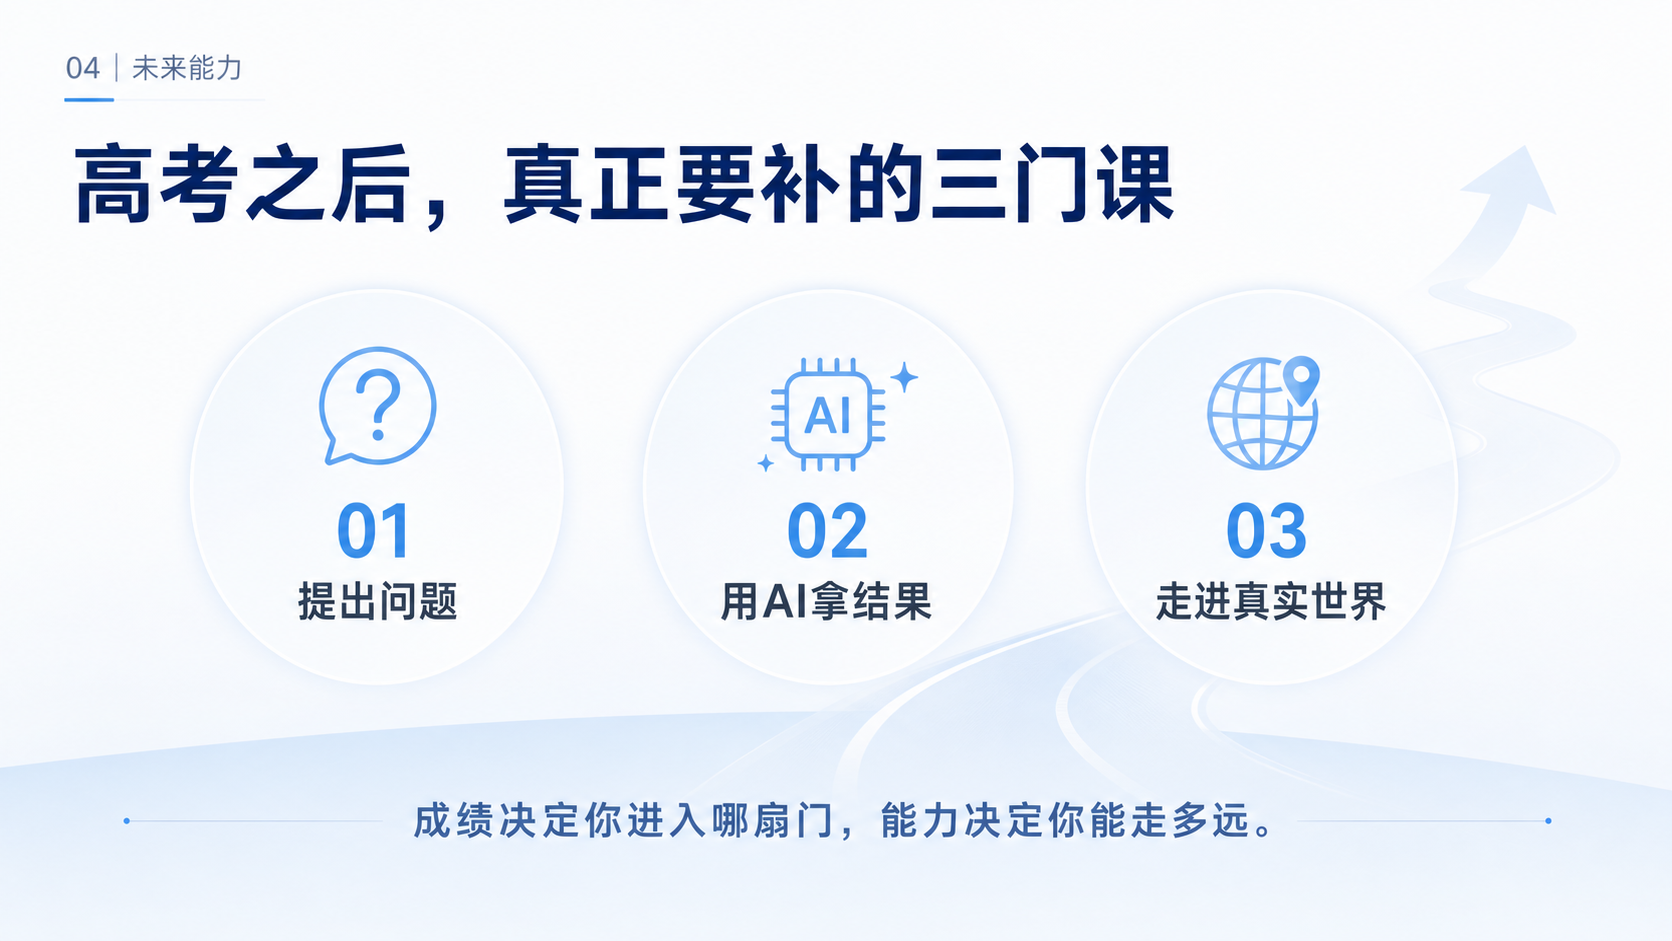 04 | 未来能力
高考之后，真正要补的三门课
?
01
提出问题
AI
02
用AI拿结果
03
走进真实世界
成绩决定你进入哪扇门，能力决定你能走多远。